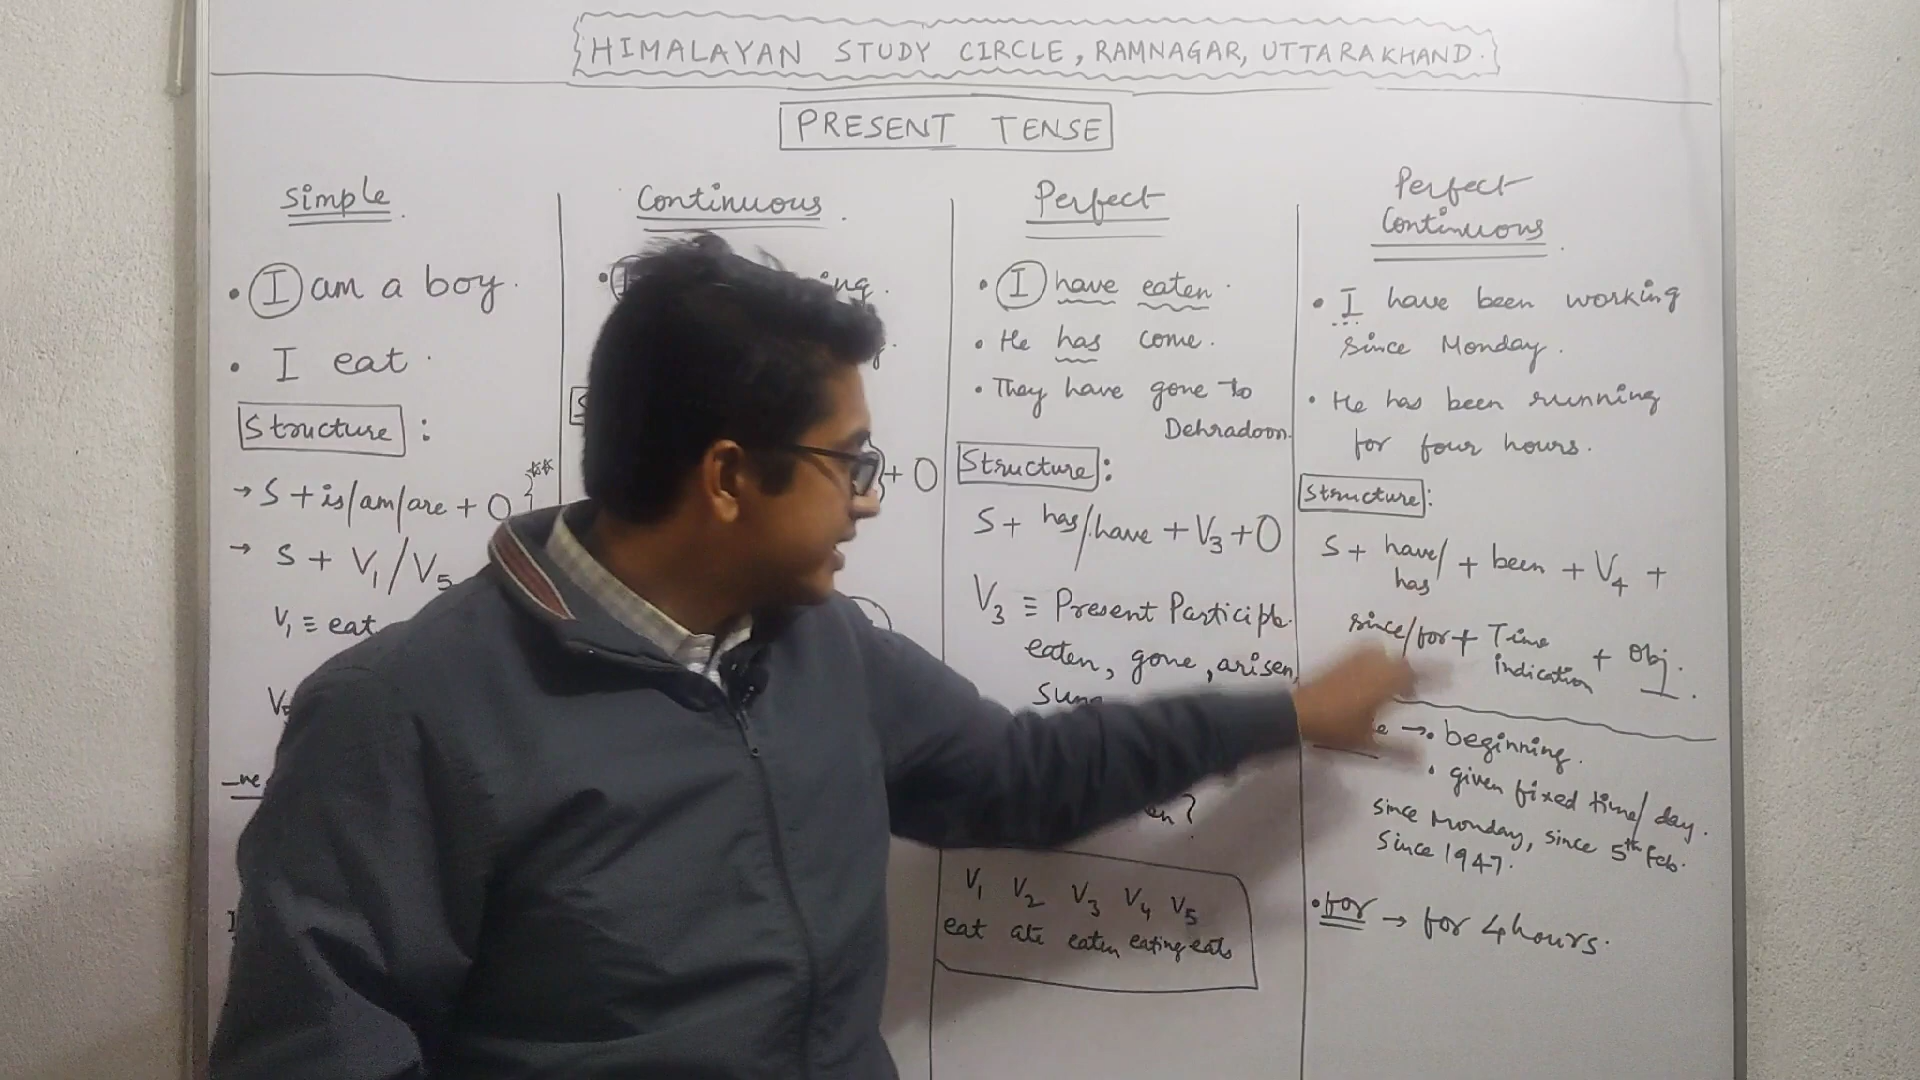 HIMALAYAN STUDY CIRCLE, RAMNAGAR, UTTARAKHAND.
PRESENT TENSE
Simple.
• I am a boy.
• I eat.
Structure :
→ S + is/am/are + O } **
→ S + V1/V5
V1 ≡ eat
-ve
Continuous.
ng.
+ O
Perfect
• I have eaten.
• He has come.
• They have gone to
Dehradoon.
Structure :
S + has/have + V3 + O
V3 ≡ Present Participle.
eaten, gone, arisen,
sung
en?
V1 V2 V3 V4 V5
eat ate eaten eating eats
Perfect
Continuous.
• I have been working
since Monday.
• He has been running
for four hours.
Structure :
S + have/has + been + V4 +
since/for + Time indication + Obj.
→ • beginning.
• given fixed time/day.
since Monday, since 5th Feb.
Since 1947.
• for → for 4 hours.